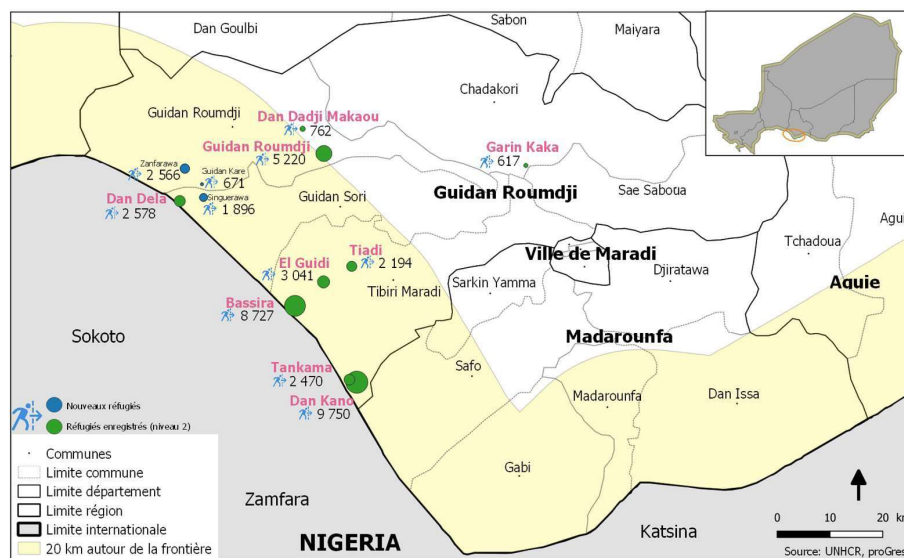 Sabon
Dan Goulbi
Maiyara
Chadakori
Guidan Roumdji
Dan Dadji Makaou
762
Guidan Roumdji
5 220
Garin Kaka
617
Zanfarawa
2 566
Guidan Kare
671
Singuerawa
1 896
Dan Dela
2 578
Guidan Sori
Guidan Roumdji
Sae Saboua
Tiadi
2 194
El Guidi
3 041
Tibiri Maradi
Ville de Maradi
Djiratawa
Tchadoua
Agui
Sarkin Yamma
Aguie
Bassira
8 727
Sokoto
Madarounfa
Safo
Tankama
2 470
Dan Kano
9 750
Madarounfa
Dan Issa
Gabi
Nouveaux réfugiés
Réfugiés enregistrés (niveau 2)
Communes
Limite commune
Limite département
Limite région
Limite internationale
20 km autour de la frontière
Zamfara
NIGERIA
Katsina
0 10 20 km
Source: UNHCR, proGres